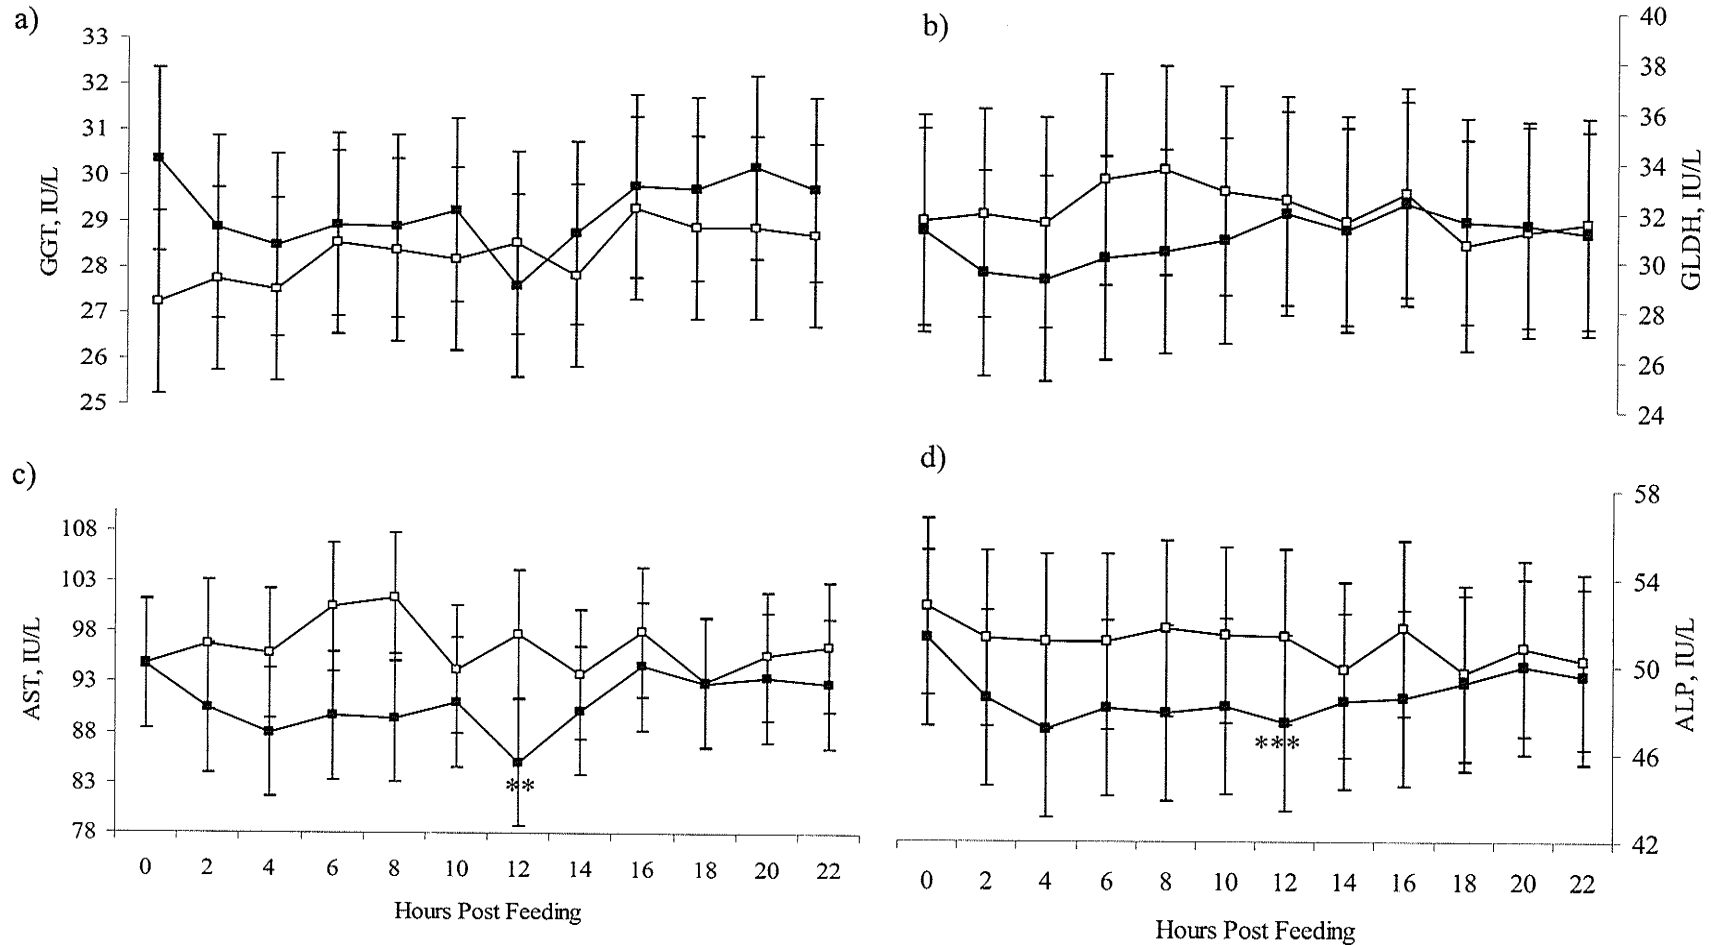 a)
33
32
31
30
29
28
27
26
25
GGT, IU/L
b)
40
38
36
34
32
30
28
26
24
GLDH, IU/L
c)
108
103
98
93
88
83
78
AST, IU/L
**
0 2 4 6 8 10 12 14 16 18 20 22
Hours Post Feeding
d)
58
54
50
46
42
ALP, IU/L
***
0 2 4 6 8 10 12 14 16 18 20 22
Hours Post Feeding